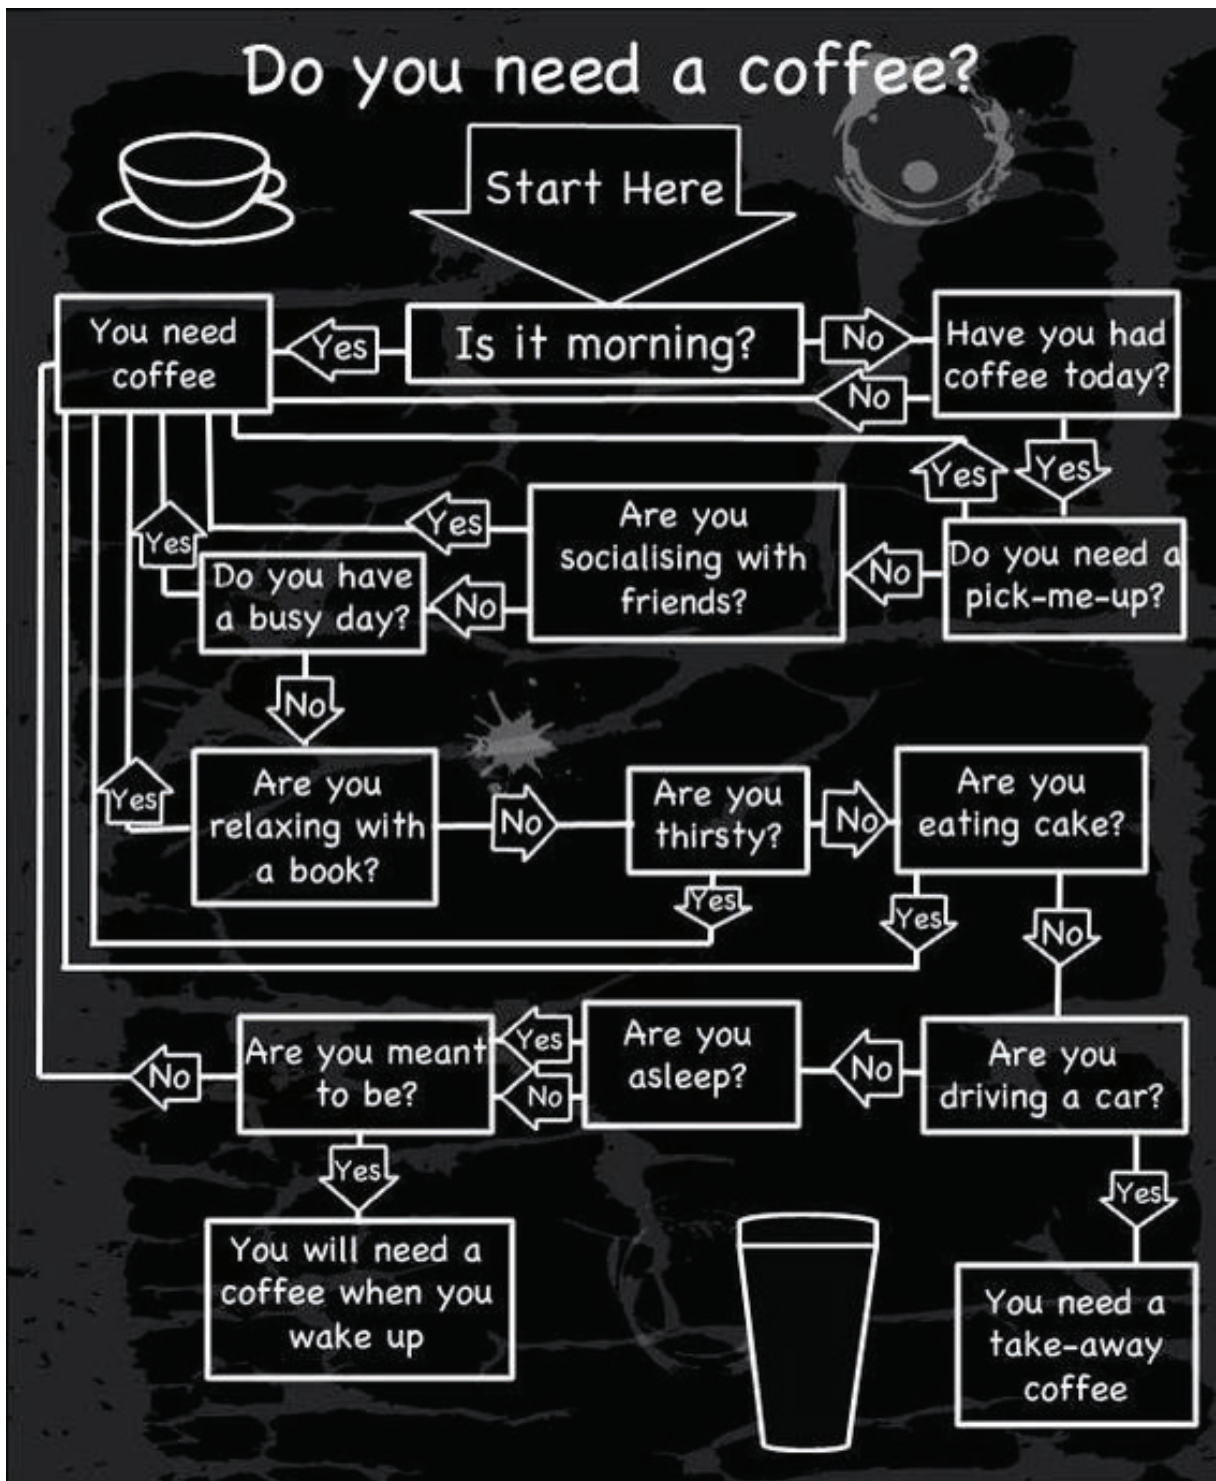 Do you need a coffee?
Start Here
You need
coffee
Yes
Is it morning?
No
Have you had
coffee today?
No
Yes
Yes
Are you
socialising with
friends?
Yes
No
No
Do you need a
pick-me-up?
Yes
Do you have
a busy day?
No
Are you
relaxing with
a book?
Yes
No
Are you
thirsty?
No
Are you
eating cake?
Yes
Yes
No
Are you meant
to be?
No
Yes
No
Are you
asleep?
No
Are you
driving a car?
Yes
Yes
You will need a
coffee when you
wake up
You need a
take-away
coffee